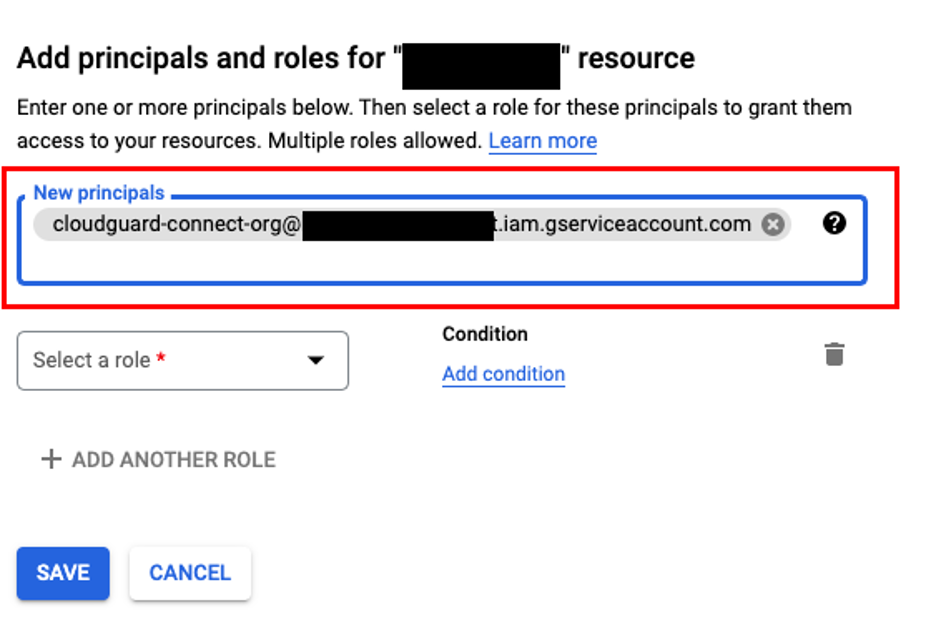 Add principals and roles for "" resource
Enter one or more principals below. Then select a role for these principals to grant them
access to your resources. Multiple roles allowed. Learn more
New principals
cloudguard-connect-org@ t.iam.gserviceaccount.com
Condition
Select a role *
Add condition
+ ADD ANOTHER ROLE
SAVE CANCEL